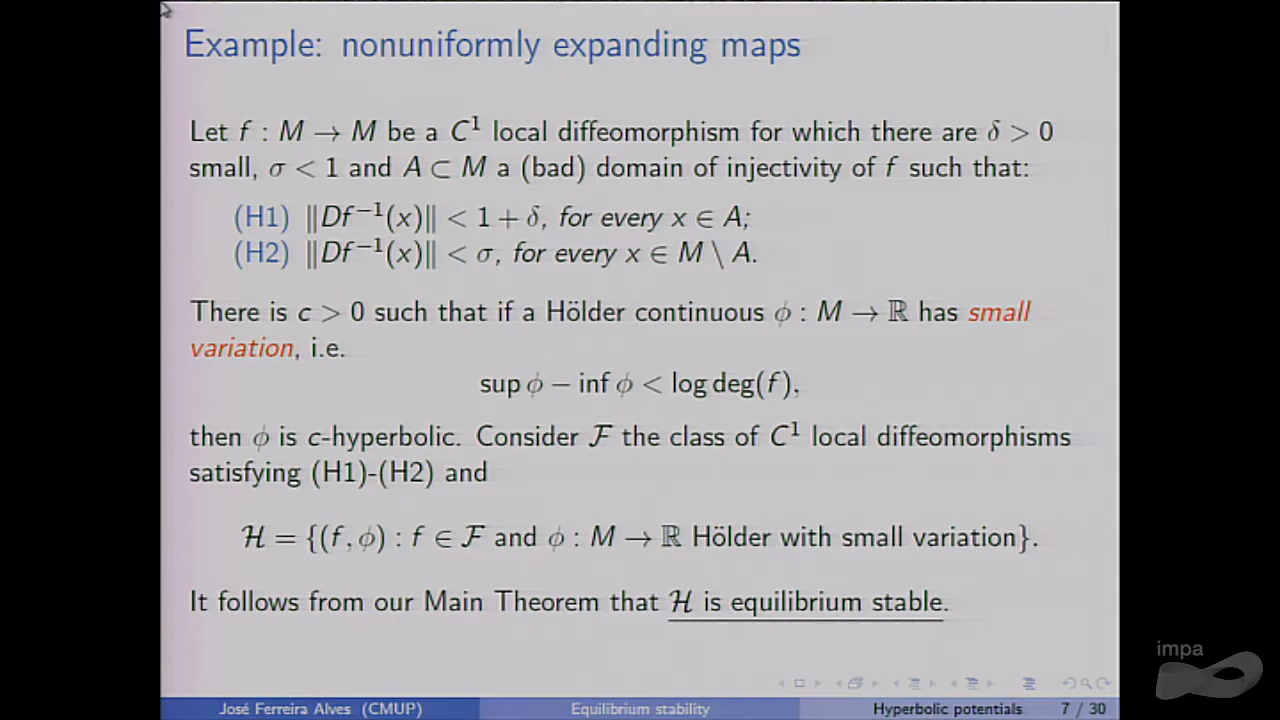 Example: nonuniformly expanding maps
Let f : M → M be a C¹ local diffeomorphism for which there are δ > 0
small, σ < 1 and A ⊂ M a (bad) domain of injectivity of f such that:
(H1) ‖Df⁻¹(x)‖ < 1 + δ, for every x ∈ A;
(H2) ‖Df⁻¹(x)‖ < σ, for every x ∈ M \ A.
There is c > 0 such that if a Hölder continuous ϕ : M → ℝ has small
variation, i.e.
sup ϕ − inf ϕ < log deg(f),
then ϕ is c-hyperbolic. Consider ℱ the class of C¹ local diffeomorphisms
satisfying (H1)-(H2) and
ℋ = {(f, ϕ) : f ∈ ℱ and ϕ : M → ℝ Hölder with small variation}.
It follows from our Main Theorem that ℋ is equilibrium stable.
impa
José Ferreira Alves (CMUP) Equilibrium stability Hyperbolic potentials 7 / 30